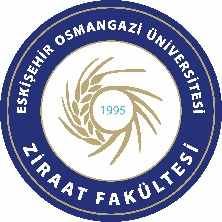 ESKİŞEHİR OSMANGAZİ ÜNİVERSİTESİ
1995
ZİRAAT FAKÜLTESİ